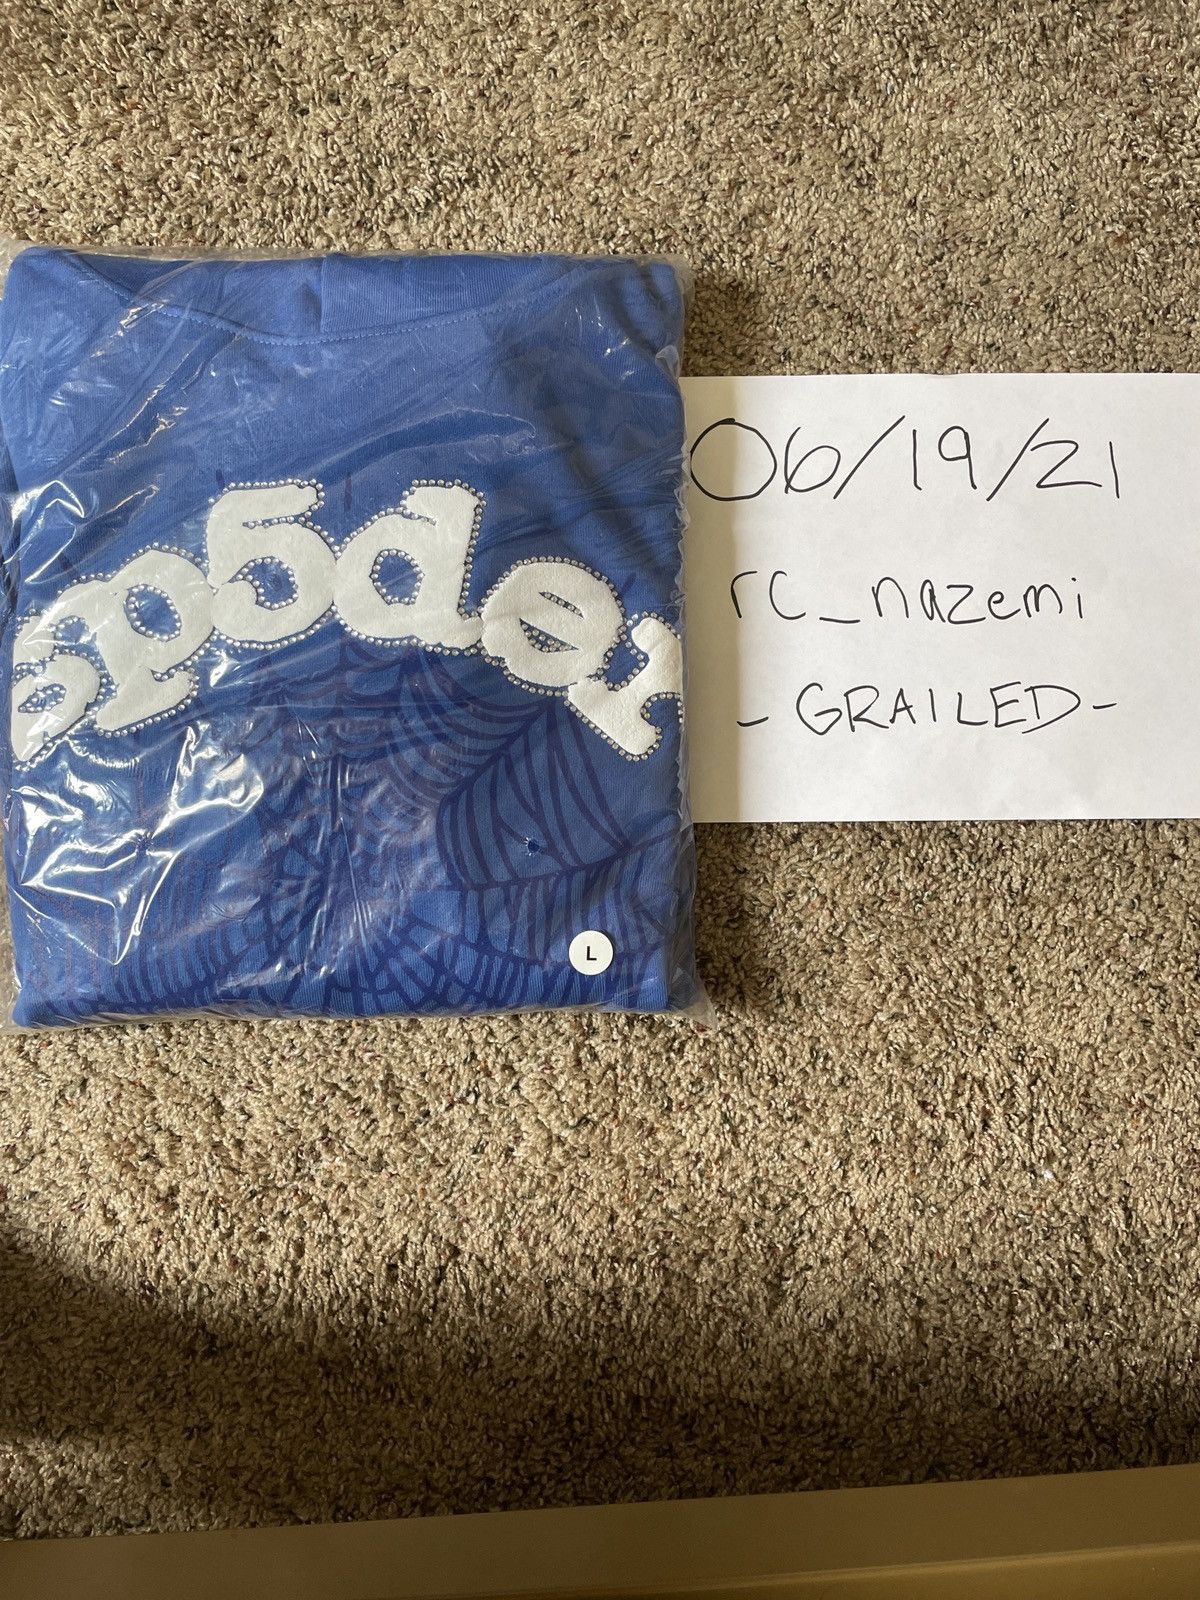 sp5der
L
06/19/21
rc_nazemi
-GRAILED-